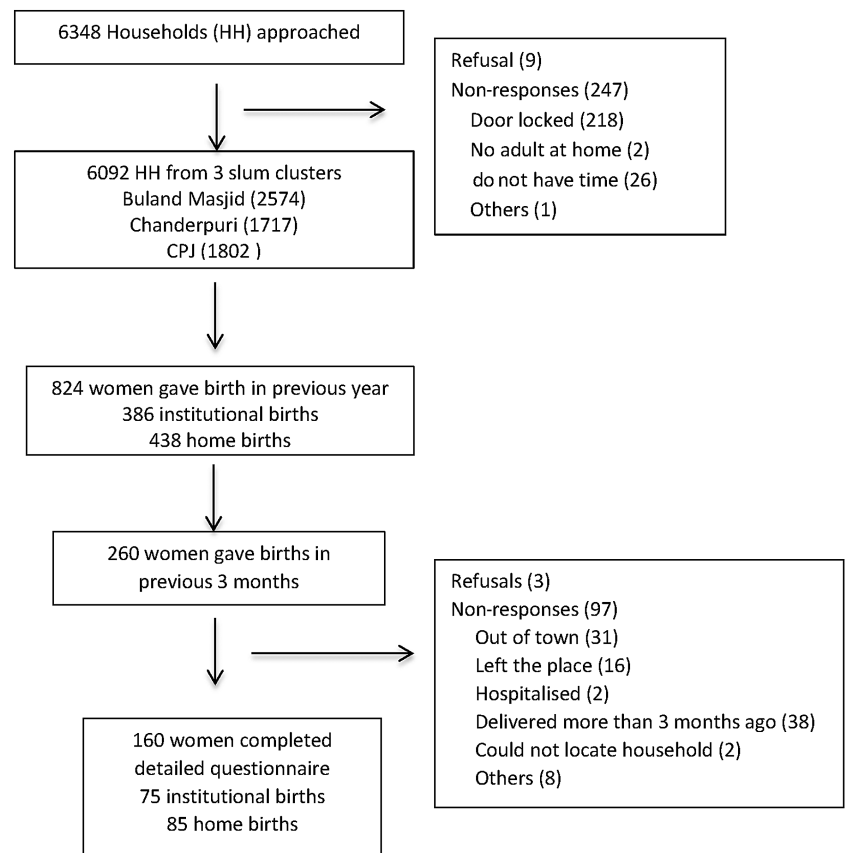 6348 Households (HH) approached
Refusal (9)
Non-responses (247)
Door locked (218)
No adult at home (2)
do not have time (26)
Others (1)
6092 HH from 3 slum clusters
Buland Masjid (2574)
Chanderpuri (1717)
CPJ (1802 )
824 women gave birth in previous year
386 institutional births
438 home births
260 women gave births in
previous 3 months
Refusals (3)
Non-responses (97)
Out of town (31)
Left the place (16)
Hospitalised (2)
Delivered more than 3 months ago (38)
Could not locate household (2)
Others (8)
160 women completed
detailed questionnaire
75 institutional births
85 home births